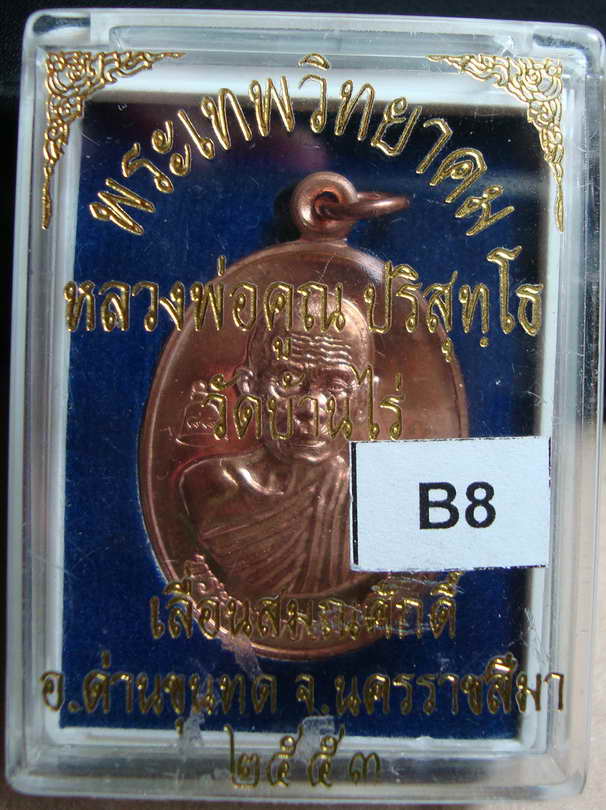 พระเทพวิทยาคม
หลวงพ่อคูณ ปริสุทฺโธ
วัดบ้านไร่
B8
เลื่อนสมณศักดิ์
อ.ด่านขุนทด จ.นครราชสีมา
๒๕๕๓